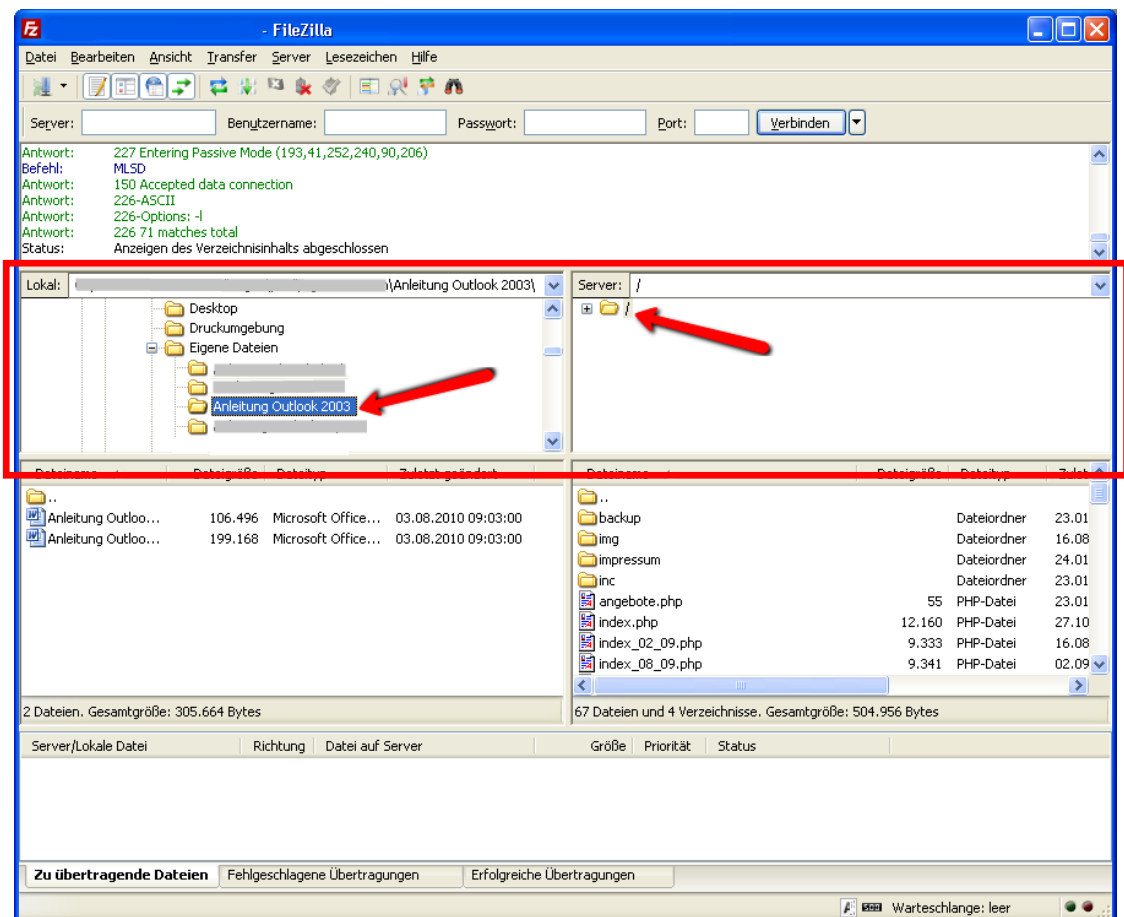 - FileZilla
Datei Bearbeiten Ansicht Transfer Server Lesezeichen Hilfe
Server: Benutzername: Passwort: Port: Verbinden
Antwort: 227 Entering Passive Mode (193,41,252,240,90,206)
Befehl: MLSD
Antwort: 150 Accepted data connection
Antwort: 226-ASCII
Antwort: 226-Options: -l
Antwort: 226 71 matches total
Status: Anzeigen des Verzeichnisinhalts abgeschlossen
Lokal: \Anleitung Outlook 2003\
Desktop
Druckumgebung
Eigene Dateien
Anleitung Outlook 2003
Server: /
/
Dateiname Dateigröße Dateityp Zuletzt geändert
..
Anleitung Outloo... 106.496 Microsoft Office... 03.08.2010 09:03:00
Anleitung Outloo... 199.168 Microsoft Office... 03.08.2010 09:03:00
2 Dateien. Gesamtgröße: 305.664 Bytes
Dateiname Dateigröße Dateityp Zulet
..
backup Dateiordner 23.01
img Dateiordner 16.08
impressum Dateiordner 24.01
inc Dateiordner 23.01
angebote.php 55 PHP-Datei 23.01
index.php 12.160 PHP-Datei 27.10
index_02_09.php 9.333 PHP-Datei 16.08
index_08_09.php 9.341 PHP-Datei 02.09
67 Dateien und 4 Verzeichnisse. Gesamtgröße: 504.956 Bytes
Server/Lokale Datei Richtung Datei auf Server Größe Priorität Status
Zu übertragende Dateien Fehlgeschlagene Übertragungen Erfolgreiche Übertragungen
Warteschlange: leer